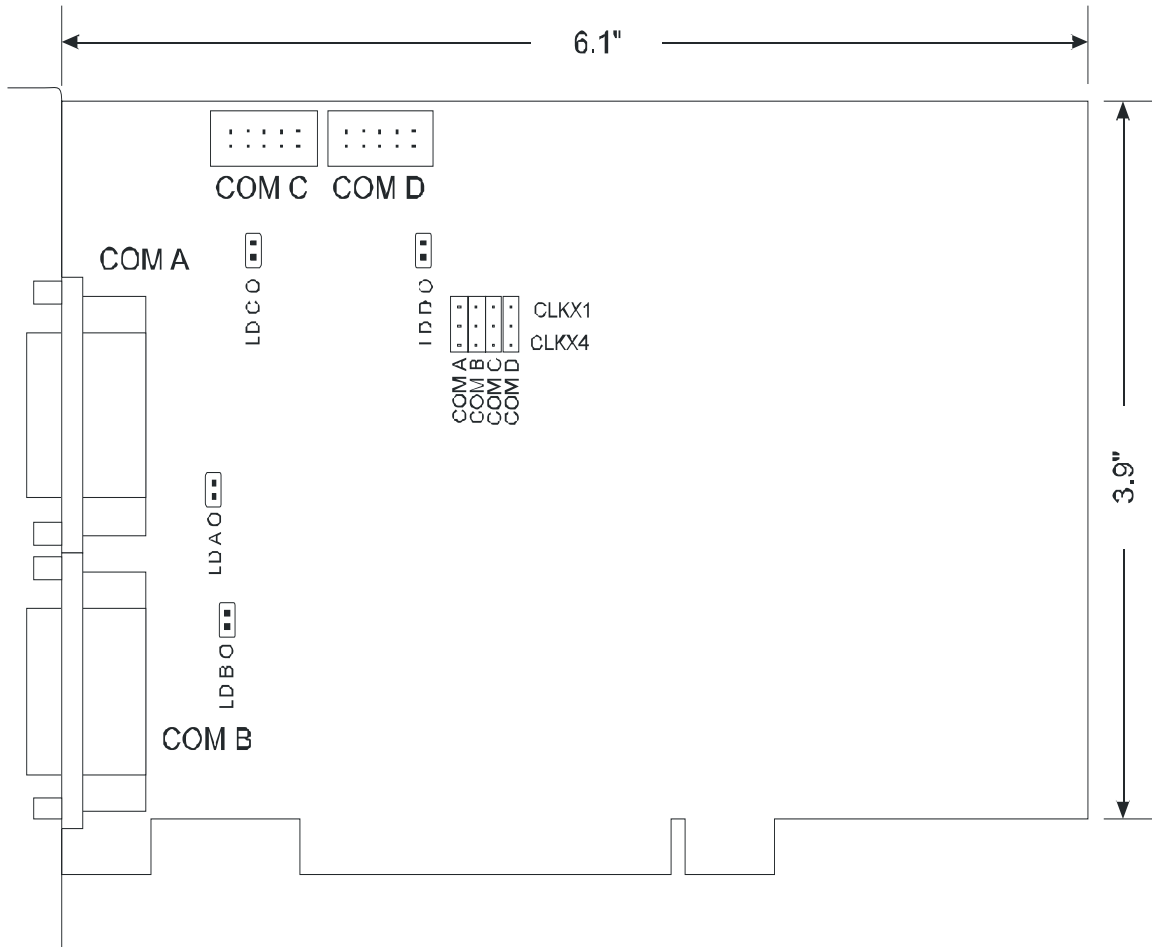 6.1"
COM C COM D
COM A
LDCO
LDDO
CLKX1
CLKX4
COM A
COM B
COM C
COM D
3.9"
LDAO
LDBO
COM B